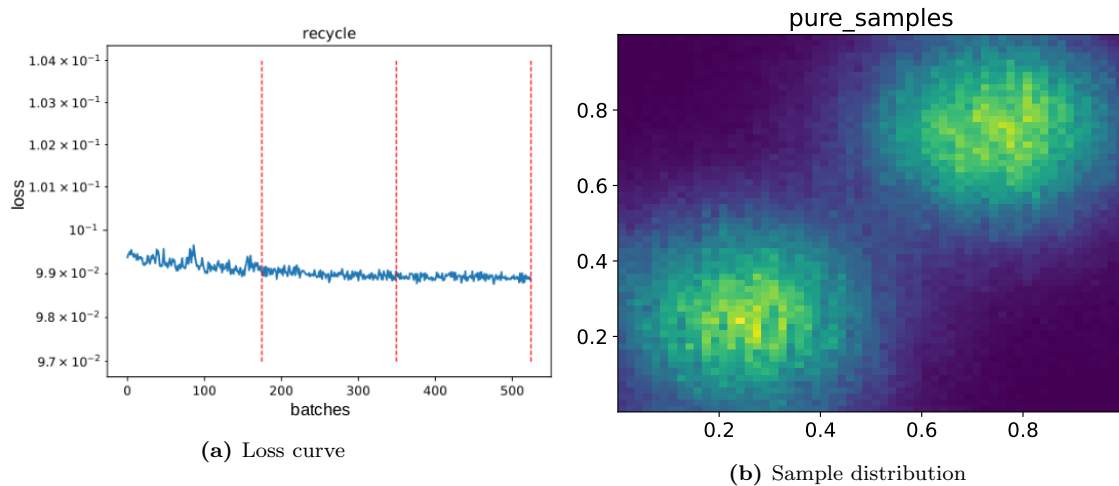 recycle
loss
1.04 × 10⁻¹
1.03 × 10⁻¹
1.02 × 10⁻¹
1.01 × 10⁻¹
10⁻¹
9.9 × 10⁻²
9.8 × 10⁻²
9.7 × 10⁻²
0 100 200 300 400 500
batches
(a) Loss curve
pure_samples
0.8
0.6
0.4
0.2
0.2 0.4 0.6 0.8
(b) Sample distribution